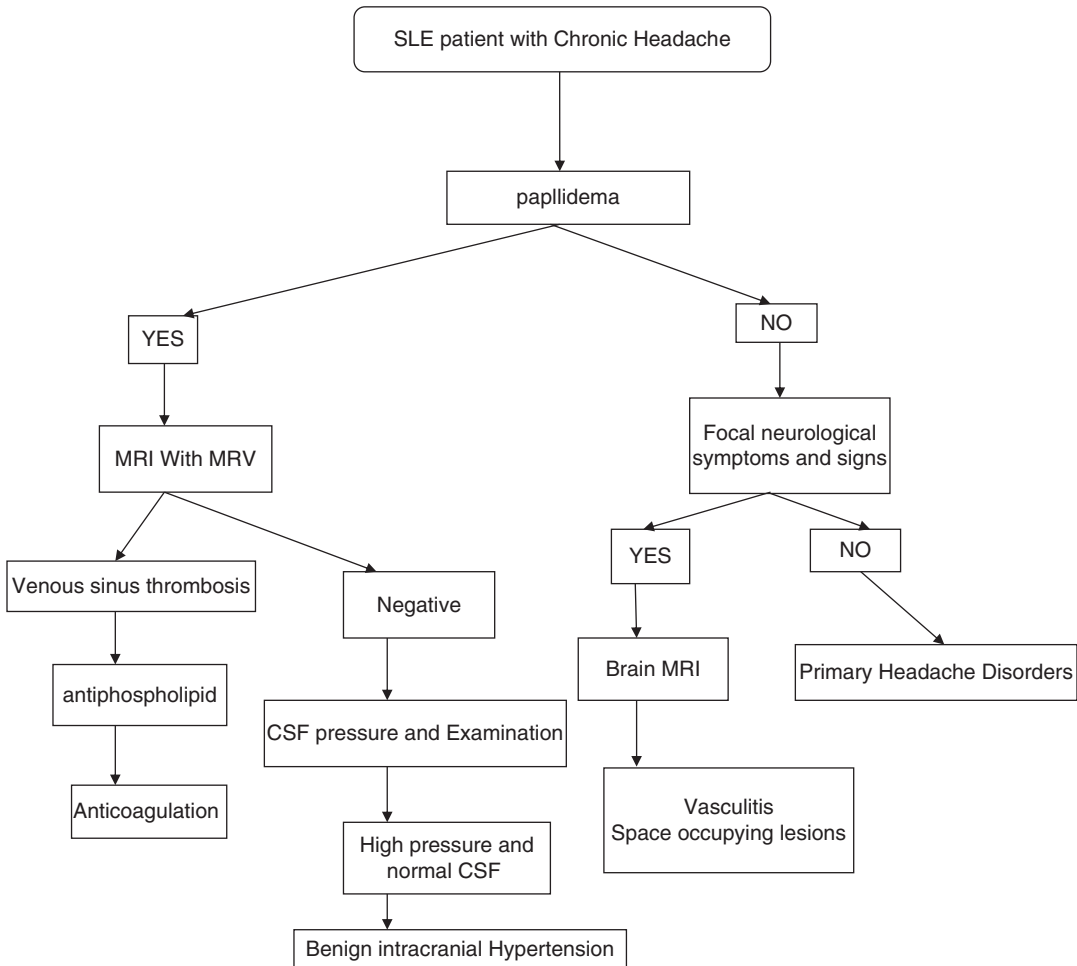 SLE patient with Chronic Headache
papllidema
YES
NO
MRI With MRV
Focal neurological
symptoms and signs
Venous sinus thrombosis
Negative
YES
NO
antiphospholipid
Brain MRI
Primary Headache Disorders
CSF pressure and Examination
Anticoagulation
Vasculitis
Space occupying lesions
High pressure and
normal CSF
Benign intracranial Hypertension